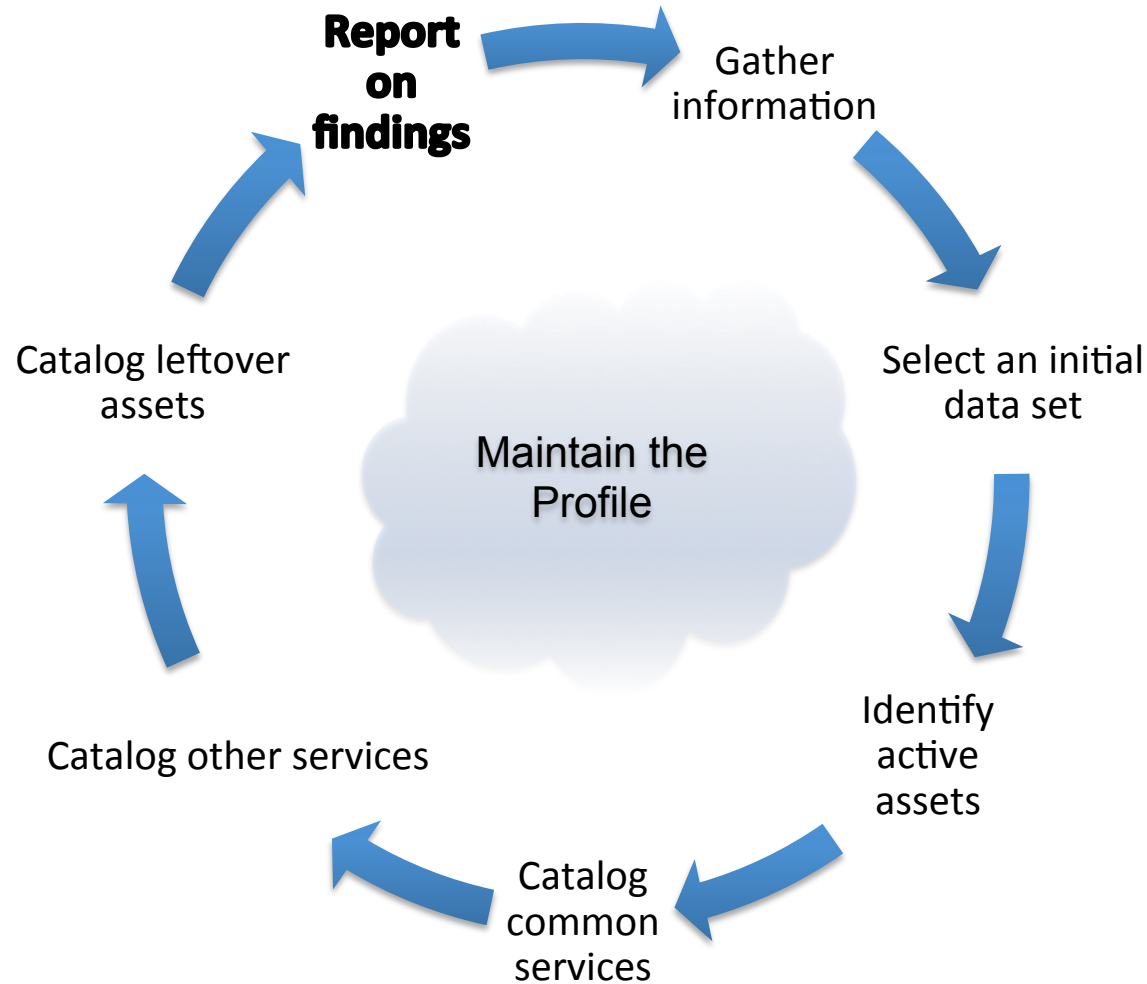 Report
on
findings
Gather
information
Select an initial
data set
Identify
active
assets
Catalog
common
services
Catalog other services
Catalog leftover
assets
Maintain the
Profile